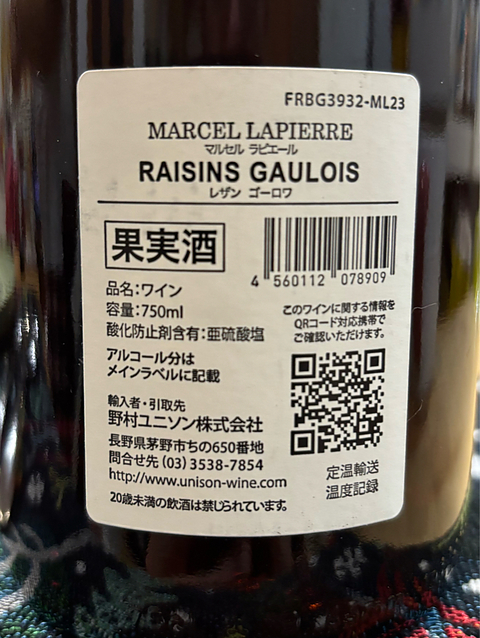 FRBG3932-ML23
MARCEL LAPIERRE
マルセル ラピエール
RAISINS GAULOIS
レザン ゴーロワ
果実酒
4 560112 078909
品名:ワイン
容量:750ml
酸化防止剤含有:亜硫酸塩
アルコール分は
メインラベルに記載
このワインに関する情報を
QRコード対応携帯で
ご確認いただけます。
輸入者・引取先
野村ユニソン株式会社
長野県茅野市ちの650番地
問合せ先 (03) 3538-7854
http://www.unison-wine.com
定温輸送
温度記録
20歳未満の飲酒は禁じられています。